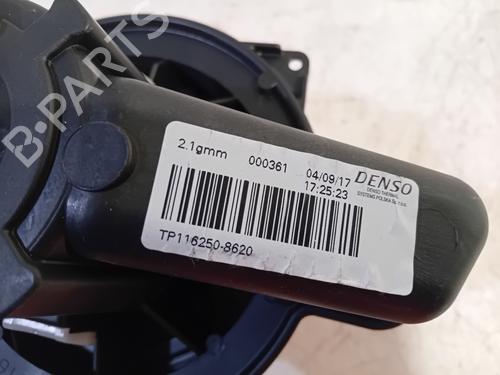 B-PARTS
2.1gmm 000361 04/09/17
17:25:23
DENSO
DENSO THERMAL
SYSTEMS POLSKA Sp. z o.o.
TP116250-8620